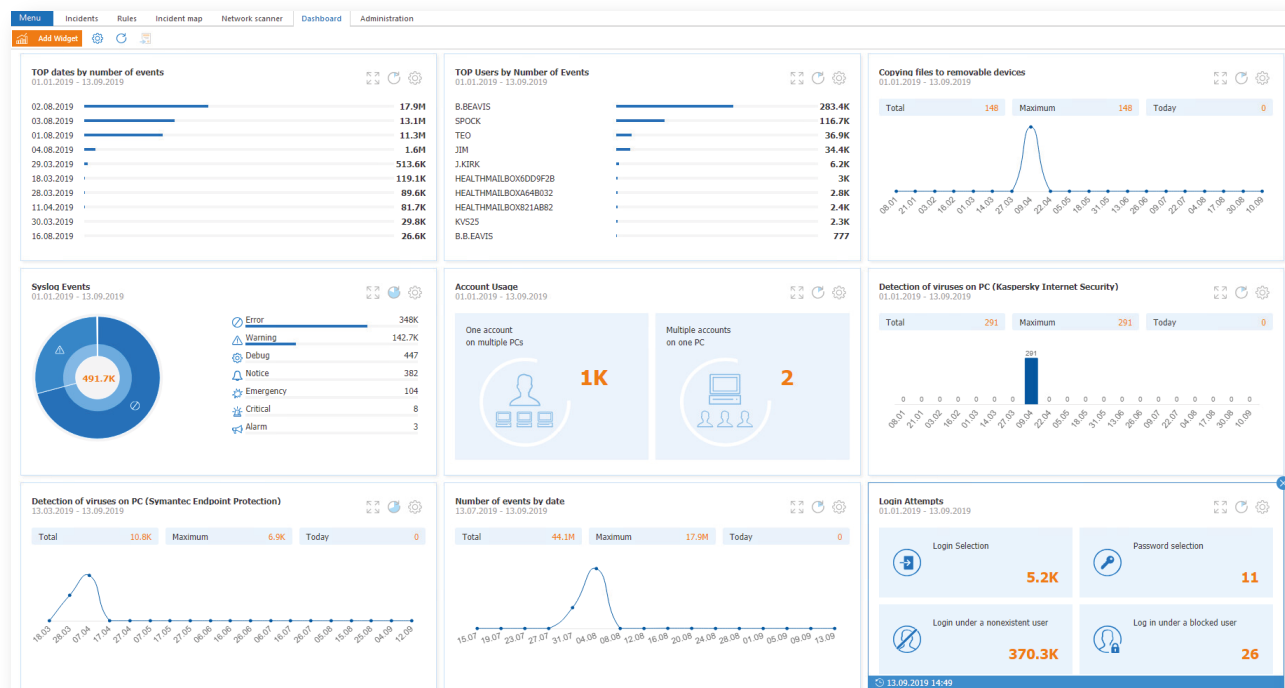 Menu Incidents Rules Incident map Network scanner Dashboard Administration
Add Widget
TOP dates by number of events
01.01.2019 - 13.09.2019
02.08.2019 17.9M
03.08.2019 13.1M
01.08.2019 11.3M
04.08.2019 1.6M
29.03.2019 513.6K
18.03.2019 119.1K
28.03.2019 89.6K
11.04.2019 81.7K
30.03.2019 29.8K
16.08.2019 26.6K
TOP Users by Number of Events
01.01.2019 - 13.09.2019
B.BEAVIS 283.4K
SPOCK 116.7K
TEO 36.9K
JIM 34.4K
J.KIRK 6.2K
HEALTHMAILBOX6DD9F2B 3K
HEALTHMAILBOXA64B032 2.8K
HEALTHMAILBOX821AB82 2.4K
KVS25 2.3K
B.B.EAVIS 777
Copying files to removable devices
01.01.2019 - 13.09.2019
Total 148 Maximum 148 Today 0
08.01 21.01 03.02 16.02 01.03 14.03 27.03 09.04 22.04 05.05 18.05 31.05 13.06 26.06 09.07 22.07 04.08 17.08 30.08 10.09
Syslog Events
01.01.2019 - 13.09.2019
491.7K
Error 348K
Warning 142.7K
Debug 447
Notice 382
Emergency 104
Critical 8
Alarm 3
Account Usage
01.01.2019 - 13.09.2019
One account
on multiple PCs
1K
Multiple accounts
on one PC
2
Detection of viruses on PC (Kaspersky Internet Security)
01.01.2019 - 13.09.2019
Total 291 Maximum 291 Today 0
291
0 0 0 0 0 0 0 0 0 0 0 0 0 0 0 0 0 0 0
08.01 21.01 03.02 16.02 01.03 14.03 27.03 09.04 22.04 05.05 18.05 31.05 13.06 26.06 09.07 22.07 04.08 17.08 30.08 10.09
Detection of viruses on PC (Symantec Endpoint Protection)
13.03.2019 - 13.09.2019
Total 10.8K Maximum 6.9K Today 0
18.03 28.03 07.04 17.04 27.04 07.05 17.05 27.05 06.06 16.06 26.06 06.07 16.07 26.07 05.08 15.08 25.08 04.09 12.09
Number of events by date
13.07.2019 - 13.09.2019
Total 44.1M Maximum 17.9M Today 0
15.07 19.07 23.07 27.07 31.07 04.08 08.08 12.08 16.08 20.08 24.08 28.08 01.09 05.09 09.09 13.09
Login Attempts
01.01.2019 - 13.09.2019
Login Selection
5.2K
Password selection
11
Login under a nonexistent user
370.3K
Log in under a blocked user
26
13.09.2019 14:49